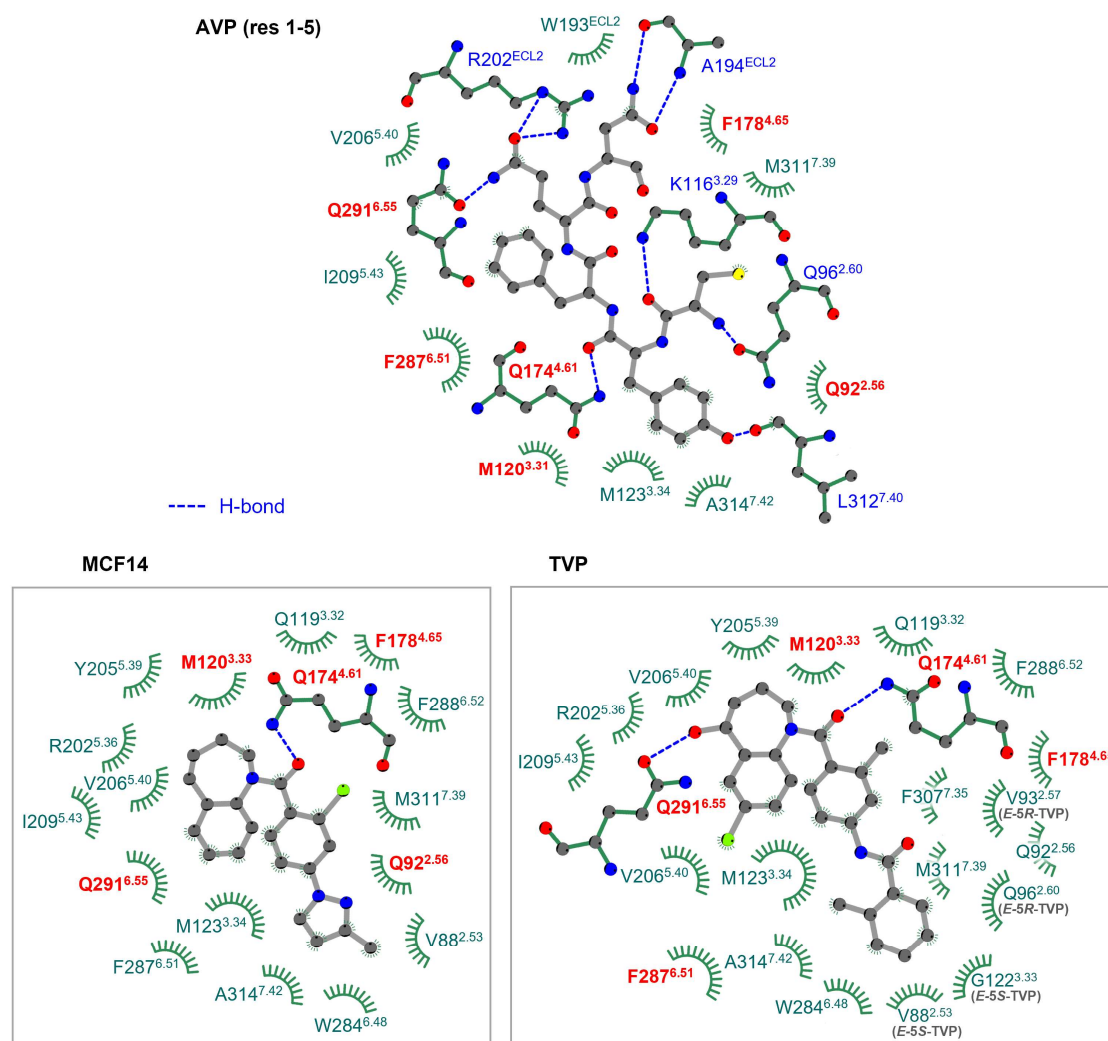 AVP (res 1-5)
W193ECL2
R202ECL2
A194ECL2
V2065.40
F1784.65
M3117.39
K1163.29
Q2916.55
I2095.43
Q962.60
F2876.51
Q1744.61
Q922.56
M1203.31
M1233.34
A3147.42
L3127.40
H-bond
MCF14
Q1193.32
F1784.65
Y2055.39
M1203.33
Q1744.61
F2886.52
R2025.36
V2065.40
I2095.43
M3117.39
Q2916.55
Q922.56
M1233.34
V882.53
F2876.51
A3147.42
W2846.48
TVP
Y2055.39
M1203.33
Q1193.32
V2065.40
Q1744.61
F2886.52
R2025.36
I2095.43
F1784.6
Q2916.55
F3077.35
V932.57
(E-5R-TVP)
Q922.56
V2065.40
M1233.34
M3117.39
Q962.60
(E-5R-TVP)
F2876.51
A3147.42
W2846.48
G1223.33
(E-5S-TVP)
V882.53
(E-5S-TVP)